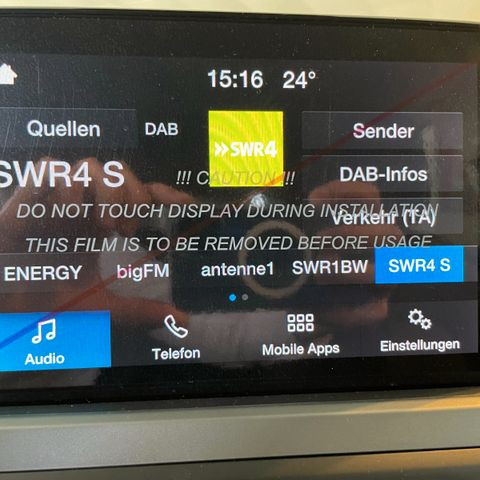 15:16 24°
Quellen DAB »SWR4 Sender
SWR4 S DAB-Infos
!!! CAUTION !!!
DO NOT TOUCH DISPLAY DURING INSTALLATION
Verkehr (TA)
THIS FILM IS TO BE REMOVED BEFORE USAGE
ENERGY bigFM antenne1 SWR1BW SWR4 S
Audio Telefon Mobile Apps Einstellungen